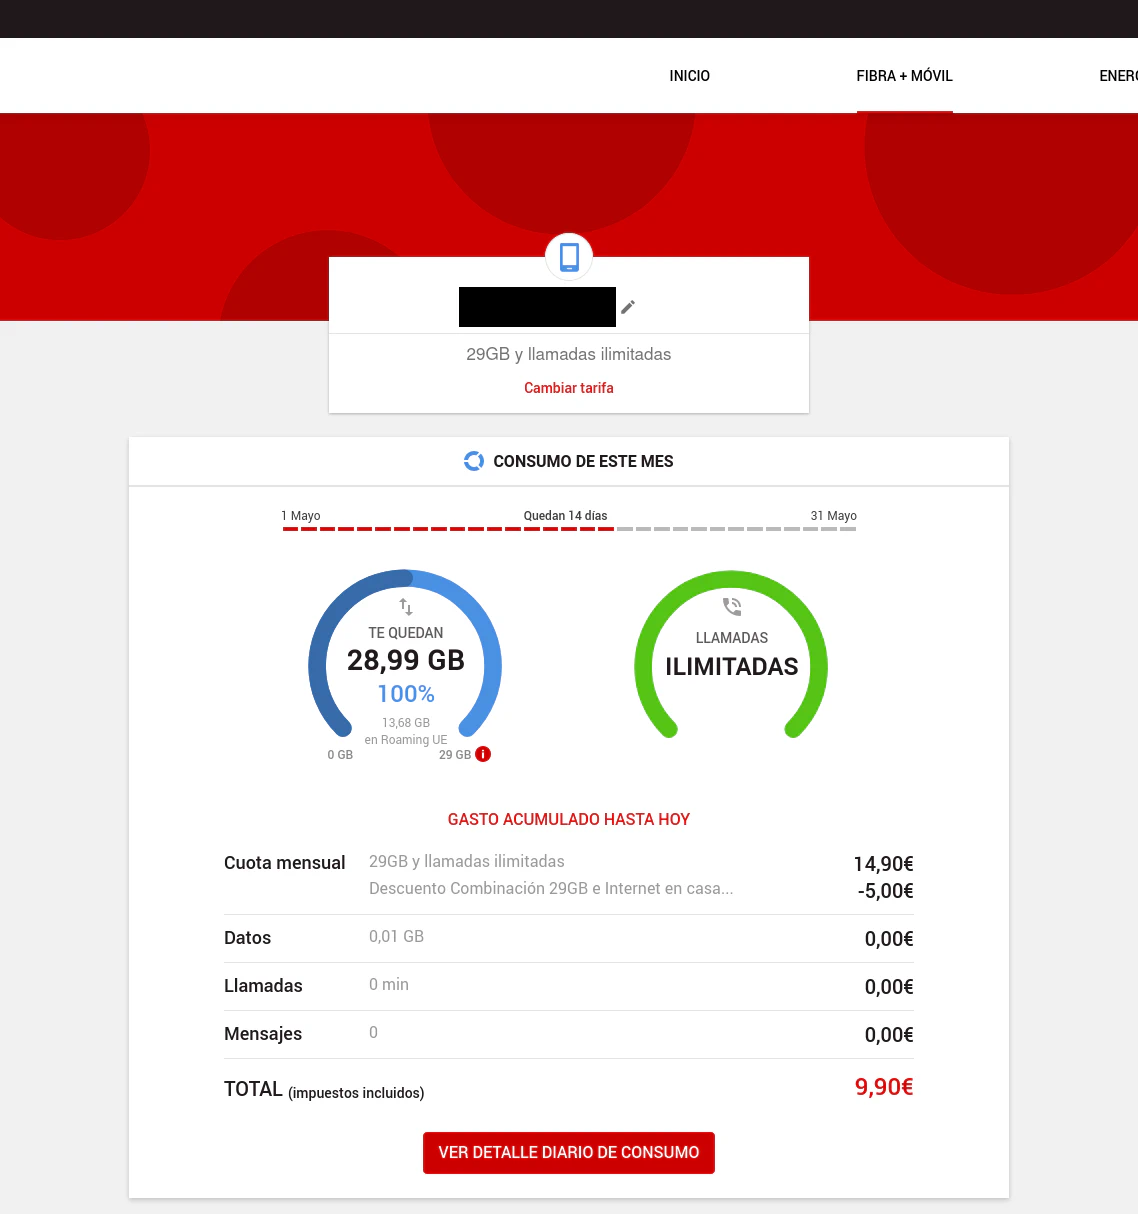 INICIO
FIBRA + MÓVIL
ENERG
29GB y llamadas ilimitadas
Cambiar tarifa
CONSUMO DE ESTE MES
1 Mayo
Quedan 14 días
31 Mayo
TE QUEDAN
28,99 GB
100%
13,68 GB
en Roaming UE
0 GB
29 GB
LLAMADAS
ILIMITADAS
GASTO ACUMULADO HASTA HOY
Cuota mensual 29GB y llamadas ilimitadas 14,90€
Descuento Combinación 29GB e Internet en casa... -5,00€
Datos 0,01 GB 0,00€
Llamadas 0 min 0,00€
Mensajes 0 0,00€
TOTAL (impuestos incluidos) 9,90€
VER DETALLE DIARIO DE CONSUMO